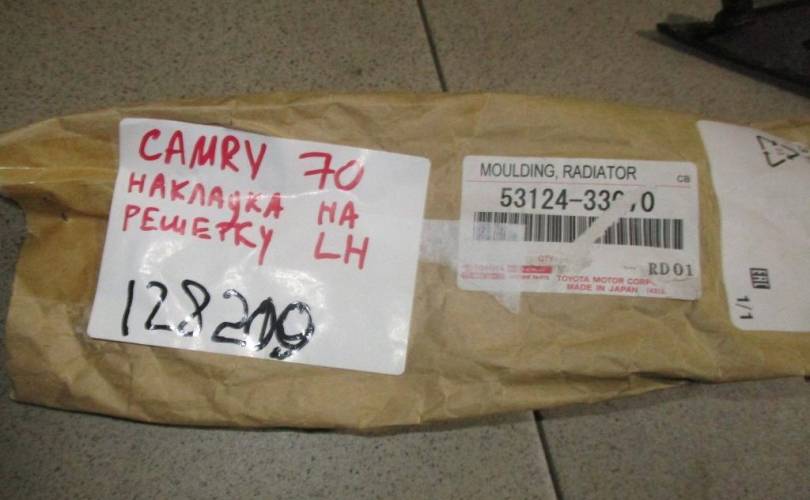 CAMRY 70
НАКЛАДКА НА
РЕШЕТКУ LH
128209
MOULDING, RADIATOR
CB
QTY
RD01
TOYOTA MOTOR CORP
MADE IN JAPAN
1/1